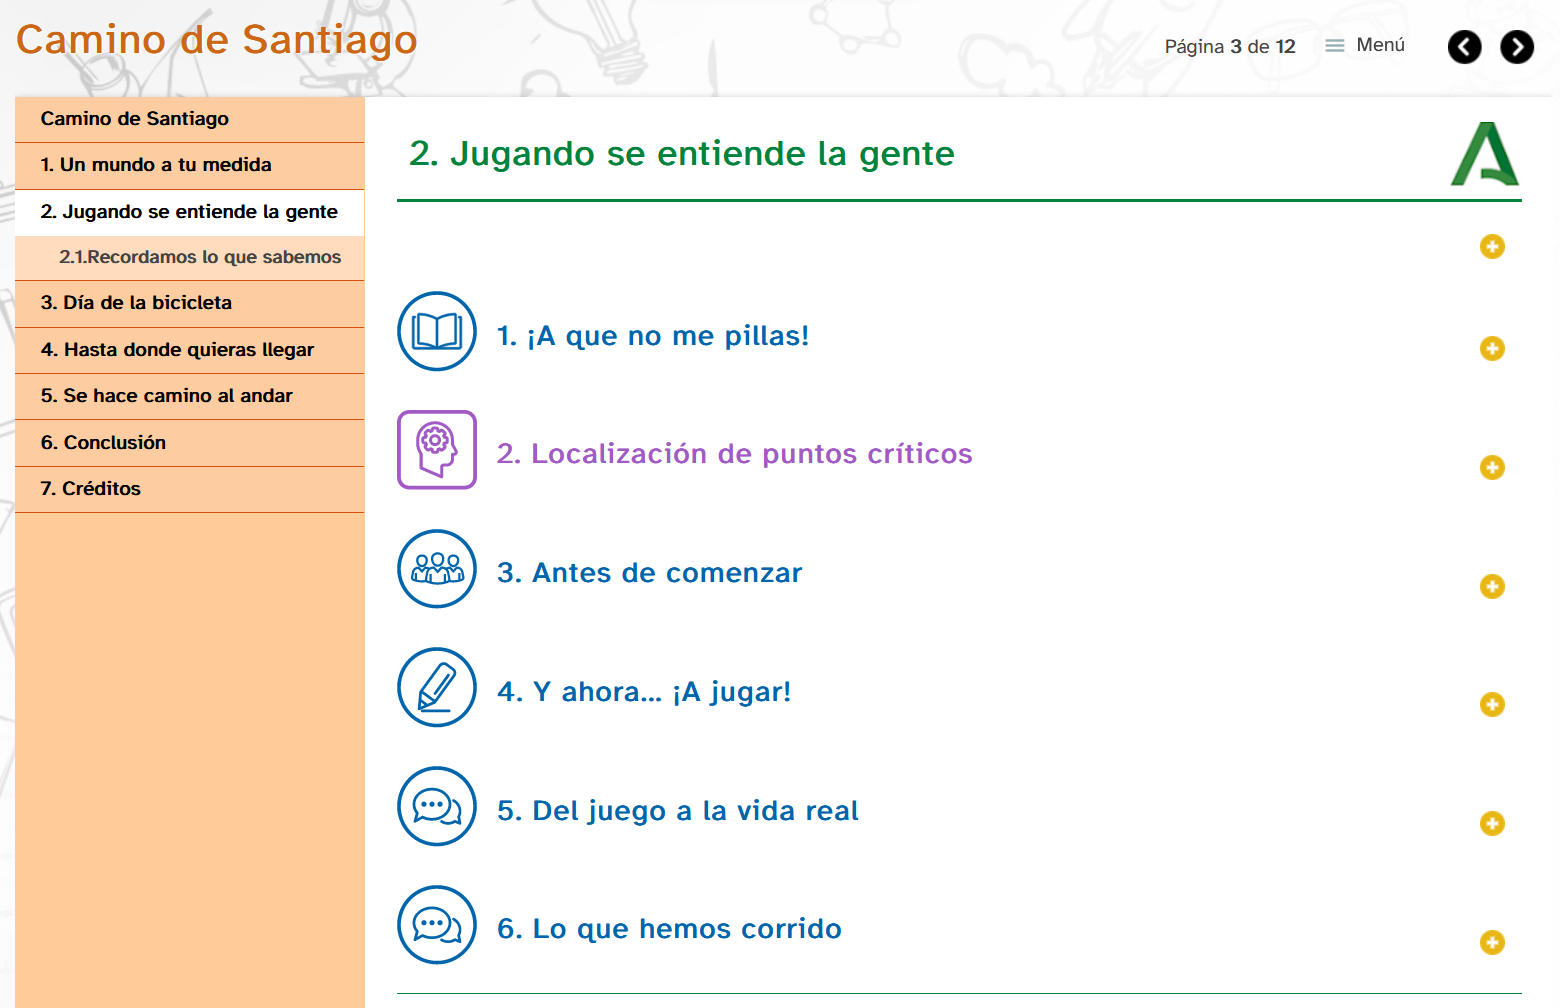 Camino de Santiago
Página 3 de 12
Menú
Camino de Santiago
1. Un mundo a tu medida
2. Jugando se entiende la gente
2.1.Recordamos lo que sabemos
3. Día de la bicicleta
4. Hasta donde quieras llegar
5. Se hace camino al andar
6. Conclusión
7. Créditos
2. Jugando se entiende la gente
1. ¡A que no me pillas!
2. Localización de puntos críticos
3. Antes de comenzar
4. Y ahora... ¡A jugar!
5. Del juego a la vida real
6. Lo que hemos corrido